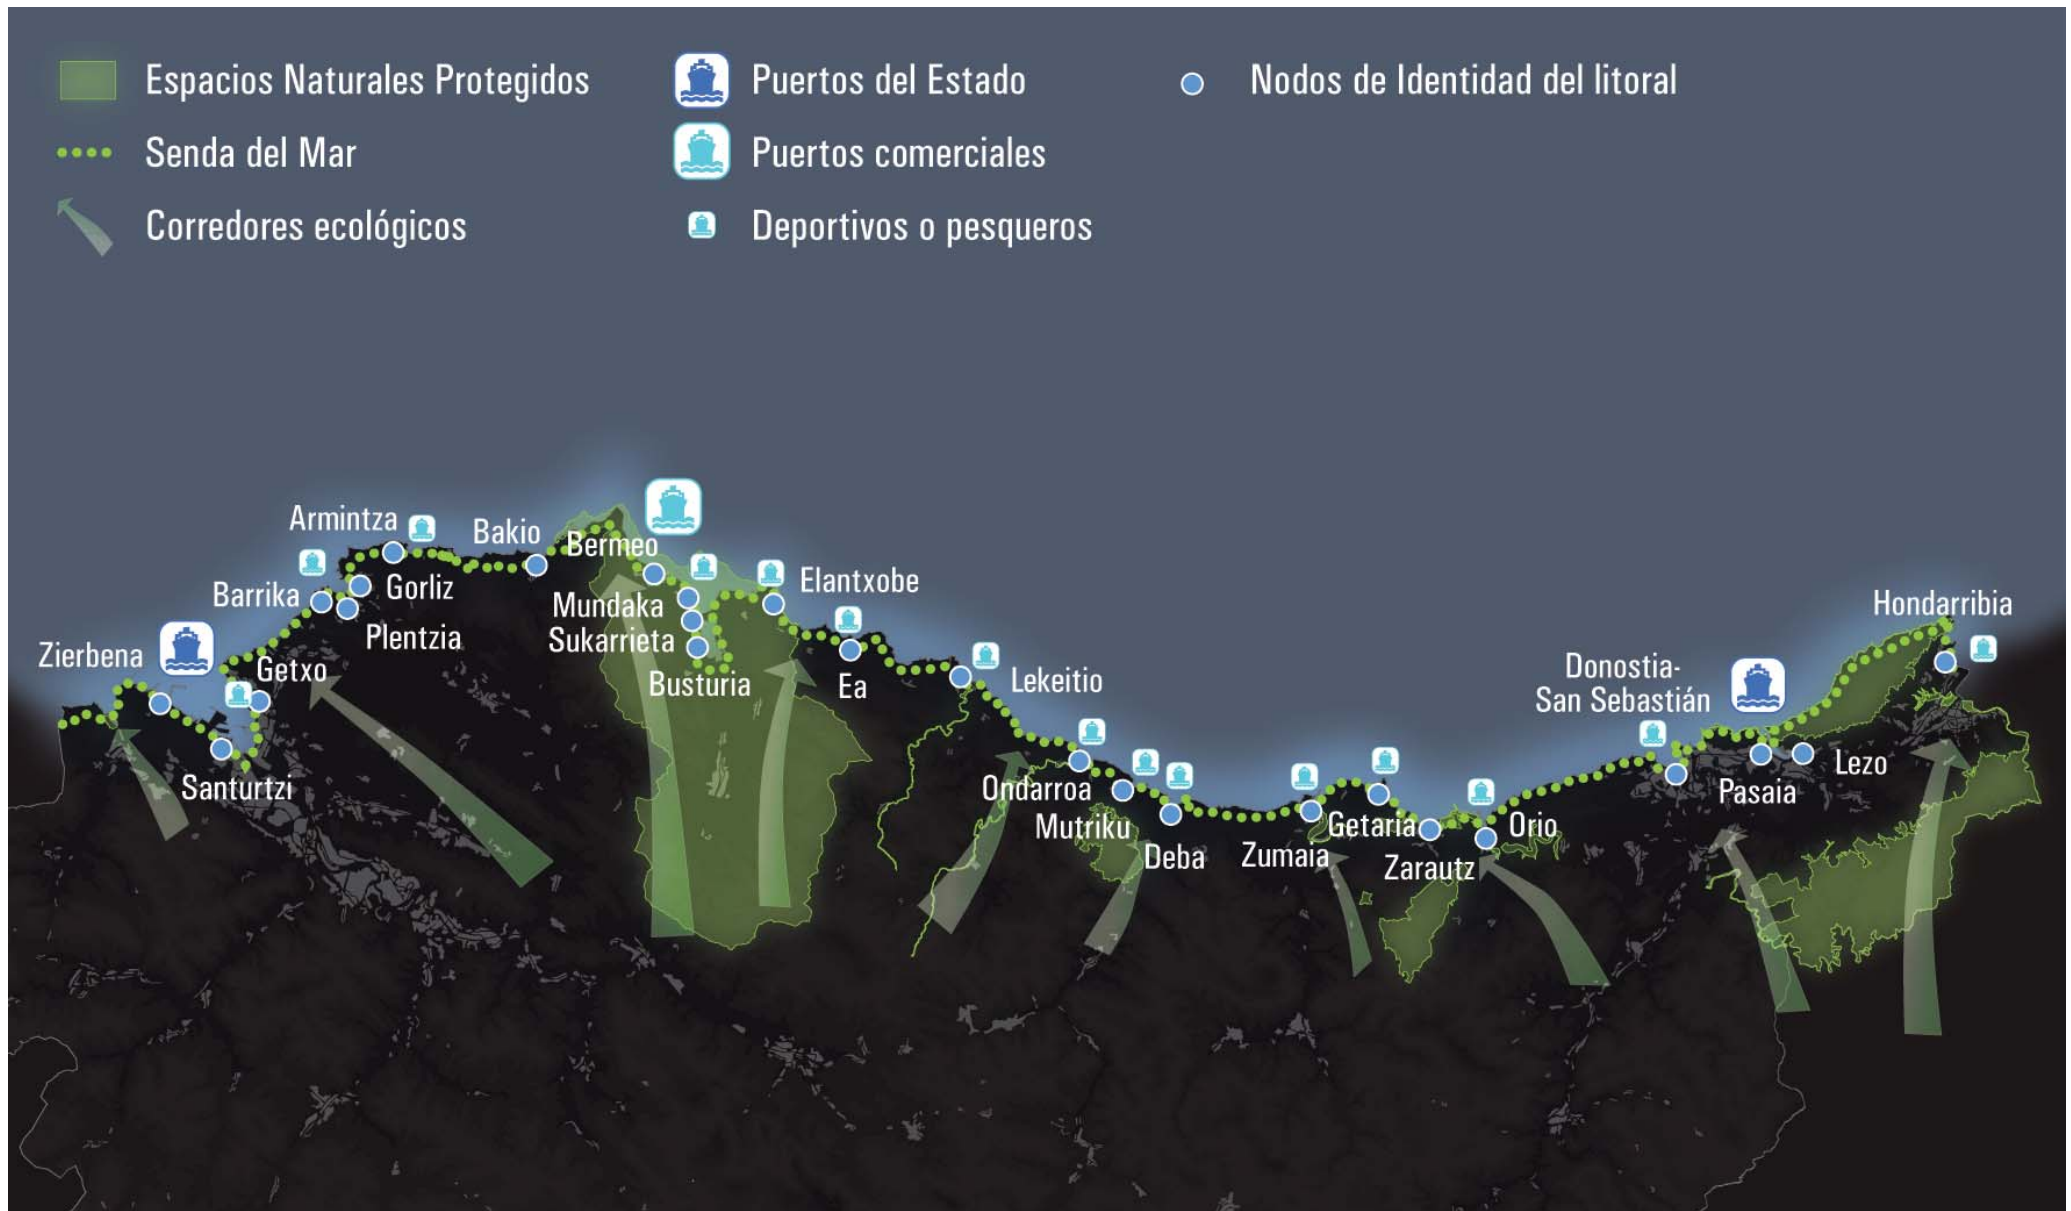 Espacios Naturales Protegidos
Senda del Mar
Corredores ecológicos
Puertos del Estado
Puertos comerciales
Deportivos o pesqueros
Nodos de Identidad del litoral
Zierbena
Santurtzi
Getxo
Barrika
Plentzia
Gorliz
Armintza
Bakio
Bermeo
Mundaka
Sukarrieta
Busturia
Elantxobe
Ea
Lekeitio
Ondarroa
Mutriku
Deba
Zumaia
Getaria
Zarautz
Orio
Donostia-
San Sebastián
Pasaia
Lezo
Hondarribia